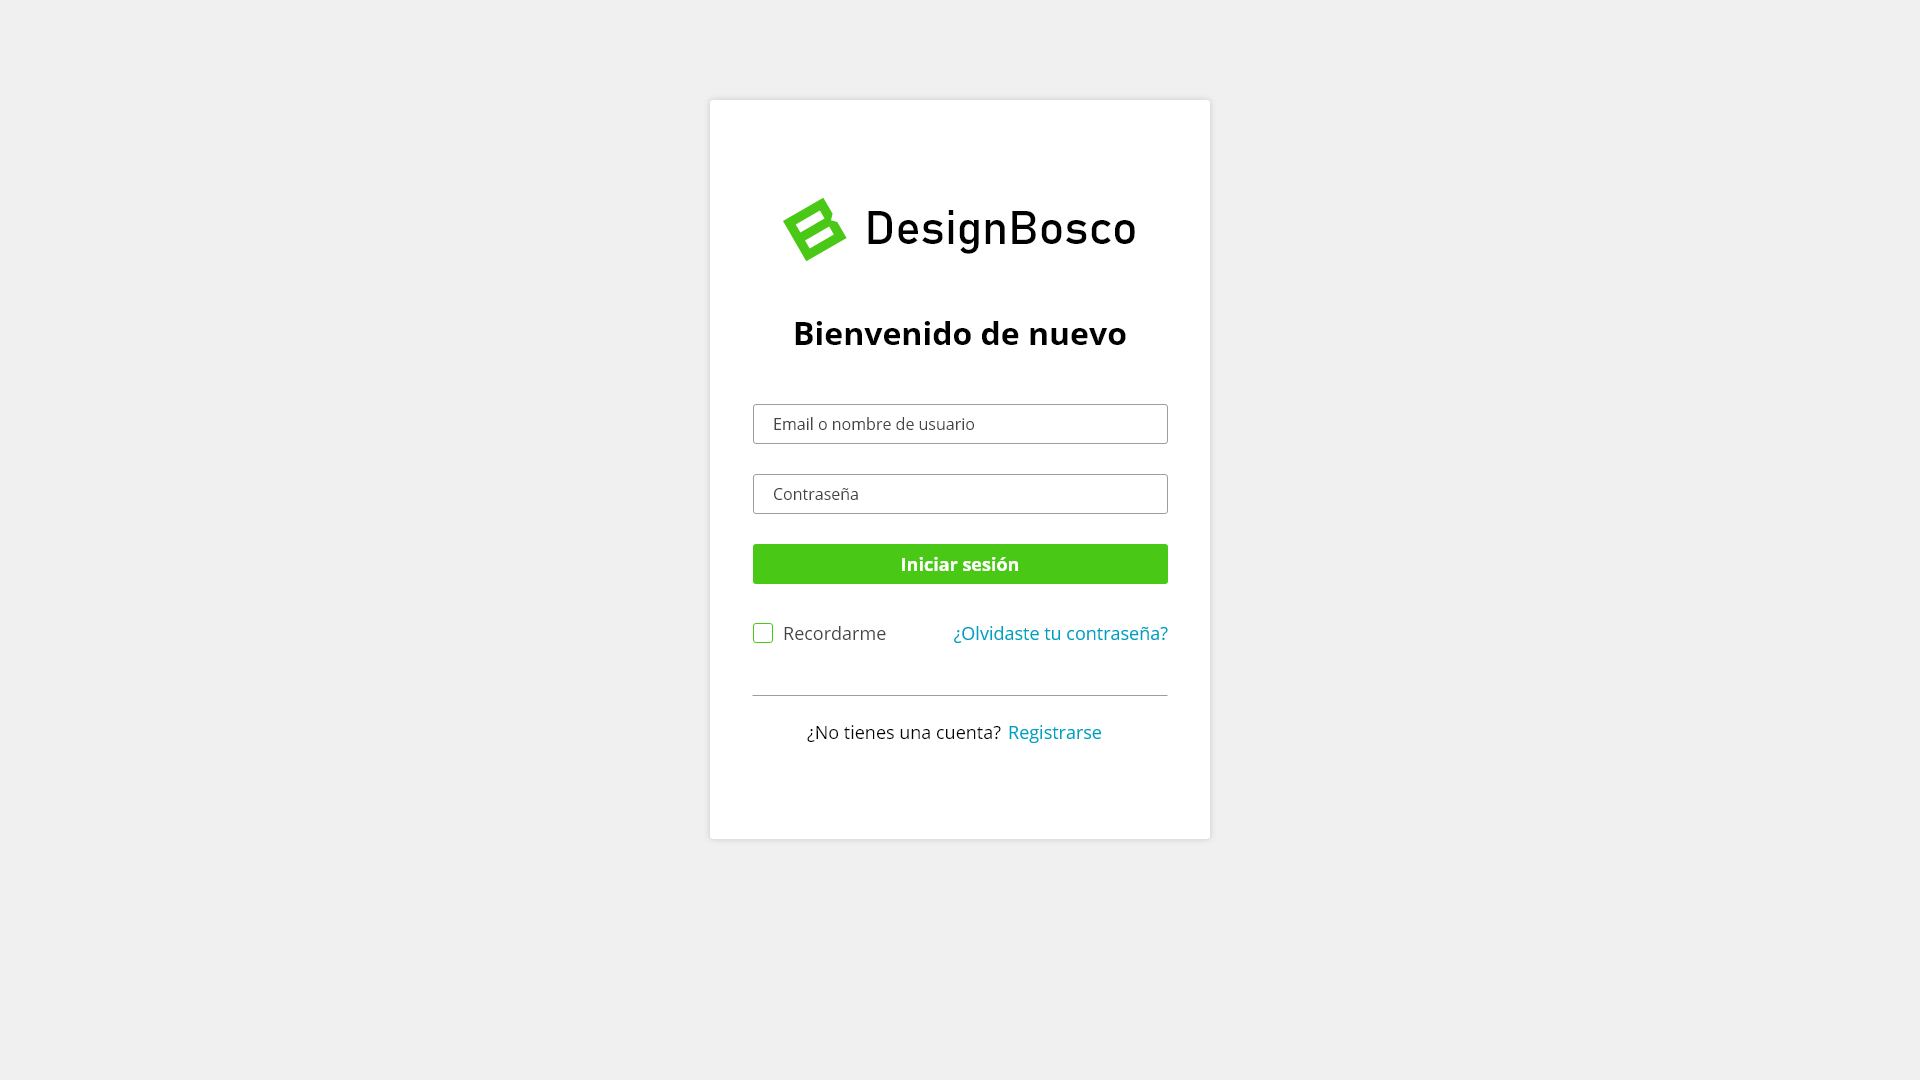 DesignBosco
Bienvenido de nuevo
Email o nombre de usuario
Contraseña
Iniciar sesión
Recordarme ¿Olvidaste tu contraseña?
¿No tienes una cuenta? Registrarse